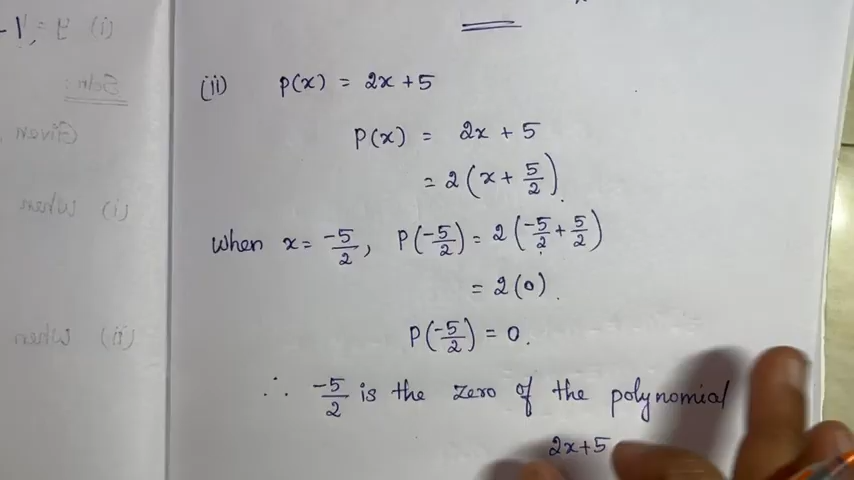 (ii) P(x) = 2x + 5
P(x) = 2x + 5
= 2(x + 5/2).
When x = -5/2, P(-5/2) = 2(-5/2 + 5/2)
= 2(0).
P(-5/2) = 0.
∴ -5/2 is the zero of the polynomial
2x+5